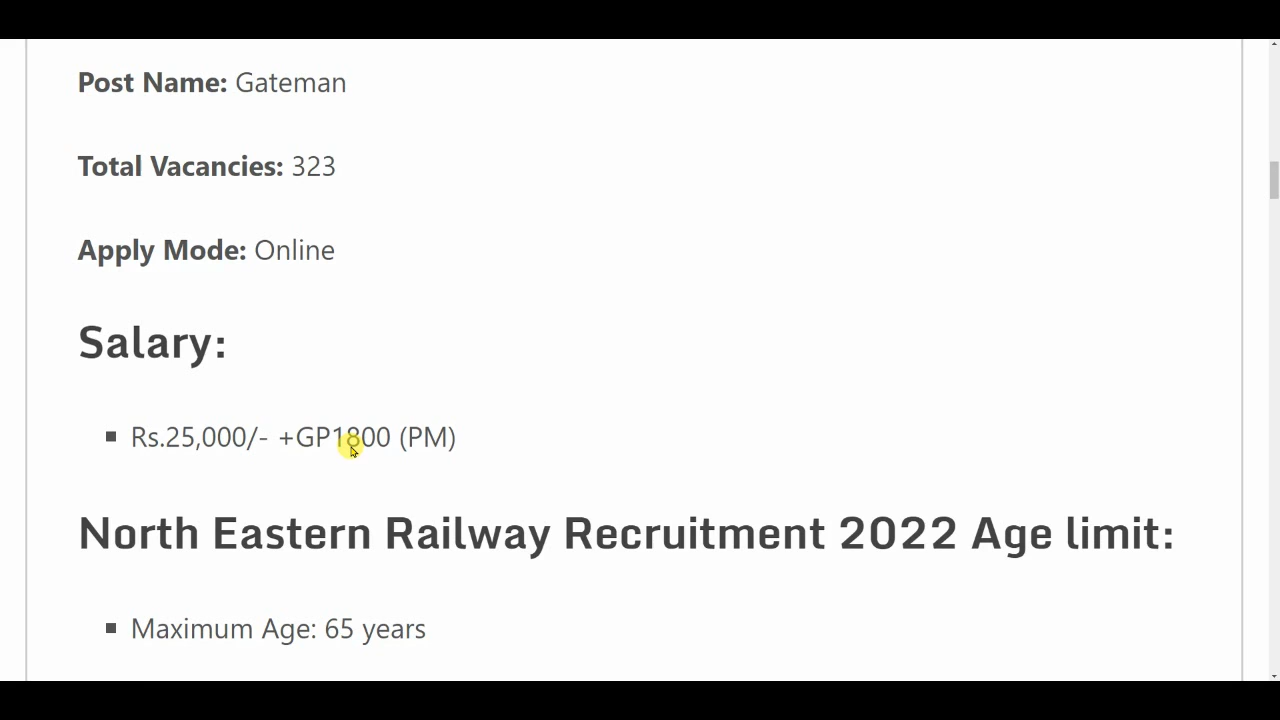 Post Name: Gateman
Total Vacancies: 323
Apply Mode: Online
Salary:
Rs.25,000/- +GP1800 (PM)
North Eastern Railway Recruitment 2022 Age limit:
Maximum Age: 65 years